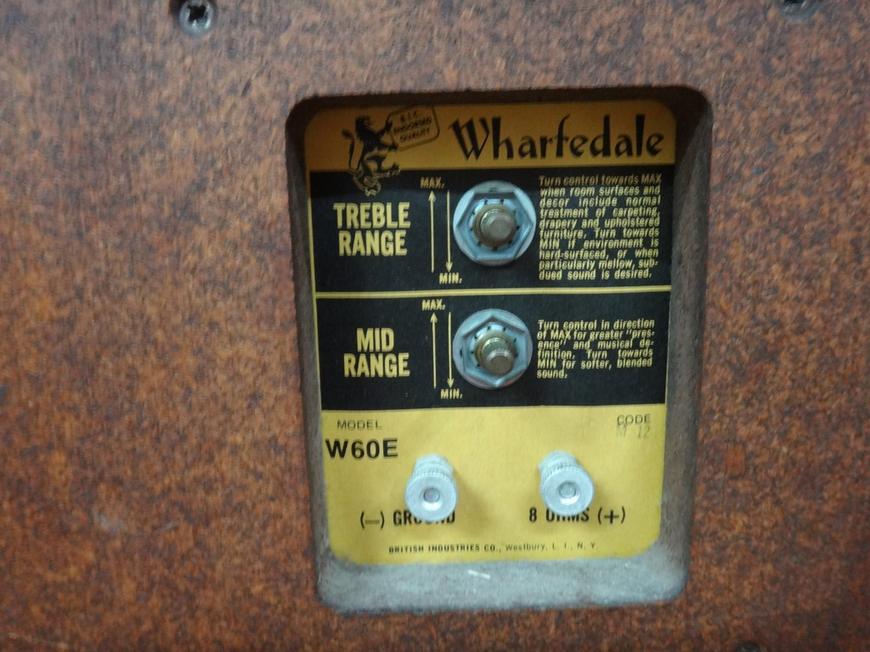 B.I.C.
ENDORSED
QUALITY
Wharfedale
MAX.
TREBLE
RANGE
MIN.
Turn control towards MAX
when room surfaces and
decor include normal
treatment of carpeting,
drapery and upholstered
furniture. Turn towards
MIN if environment is
hard-surfaced, or when
particularly mellow, sub-
dued sound is desired.
MAX.
MID
RANGE
MIN.
Turn control in direction
of MAX for greater "pres-
ence" and musical de-
finition. Turn towards
MIN for softer, blended
sound.
MODEL
W60E
CODE
M 12
(—) GROUND
8 OHMS (+)
BRITISH INDUSTRIES CO., Westbury, L. I., N. Y.